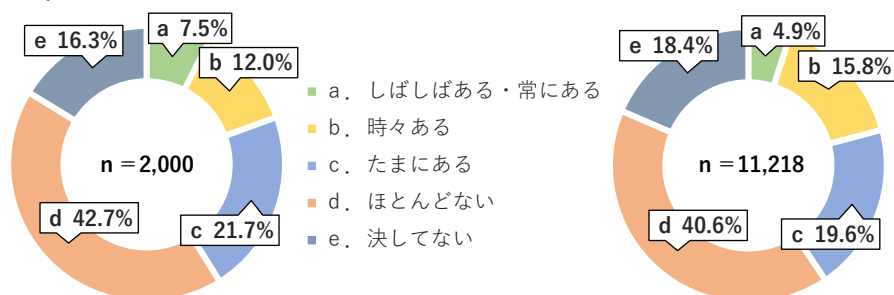 a 7.5%
b 12.0%
c 21.7%
d 42.7%
e 16.3%
n＝2,000
a．しばしばある・常にある
b．時々ある
c．たまにある
d．ほとんどない
e．決してない
a 4.9%
b 15.8%
c 19.6%
d 40.6%
e 18.4%
n＝11,218